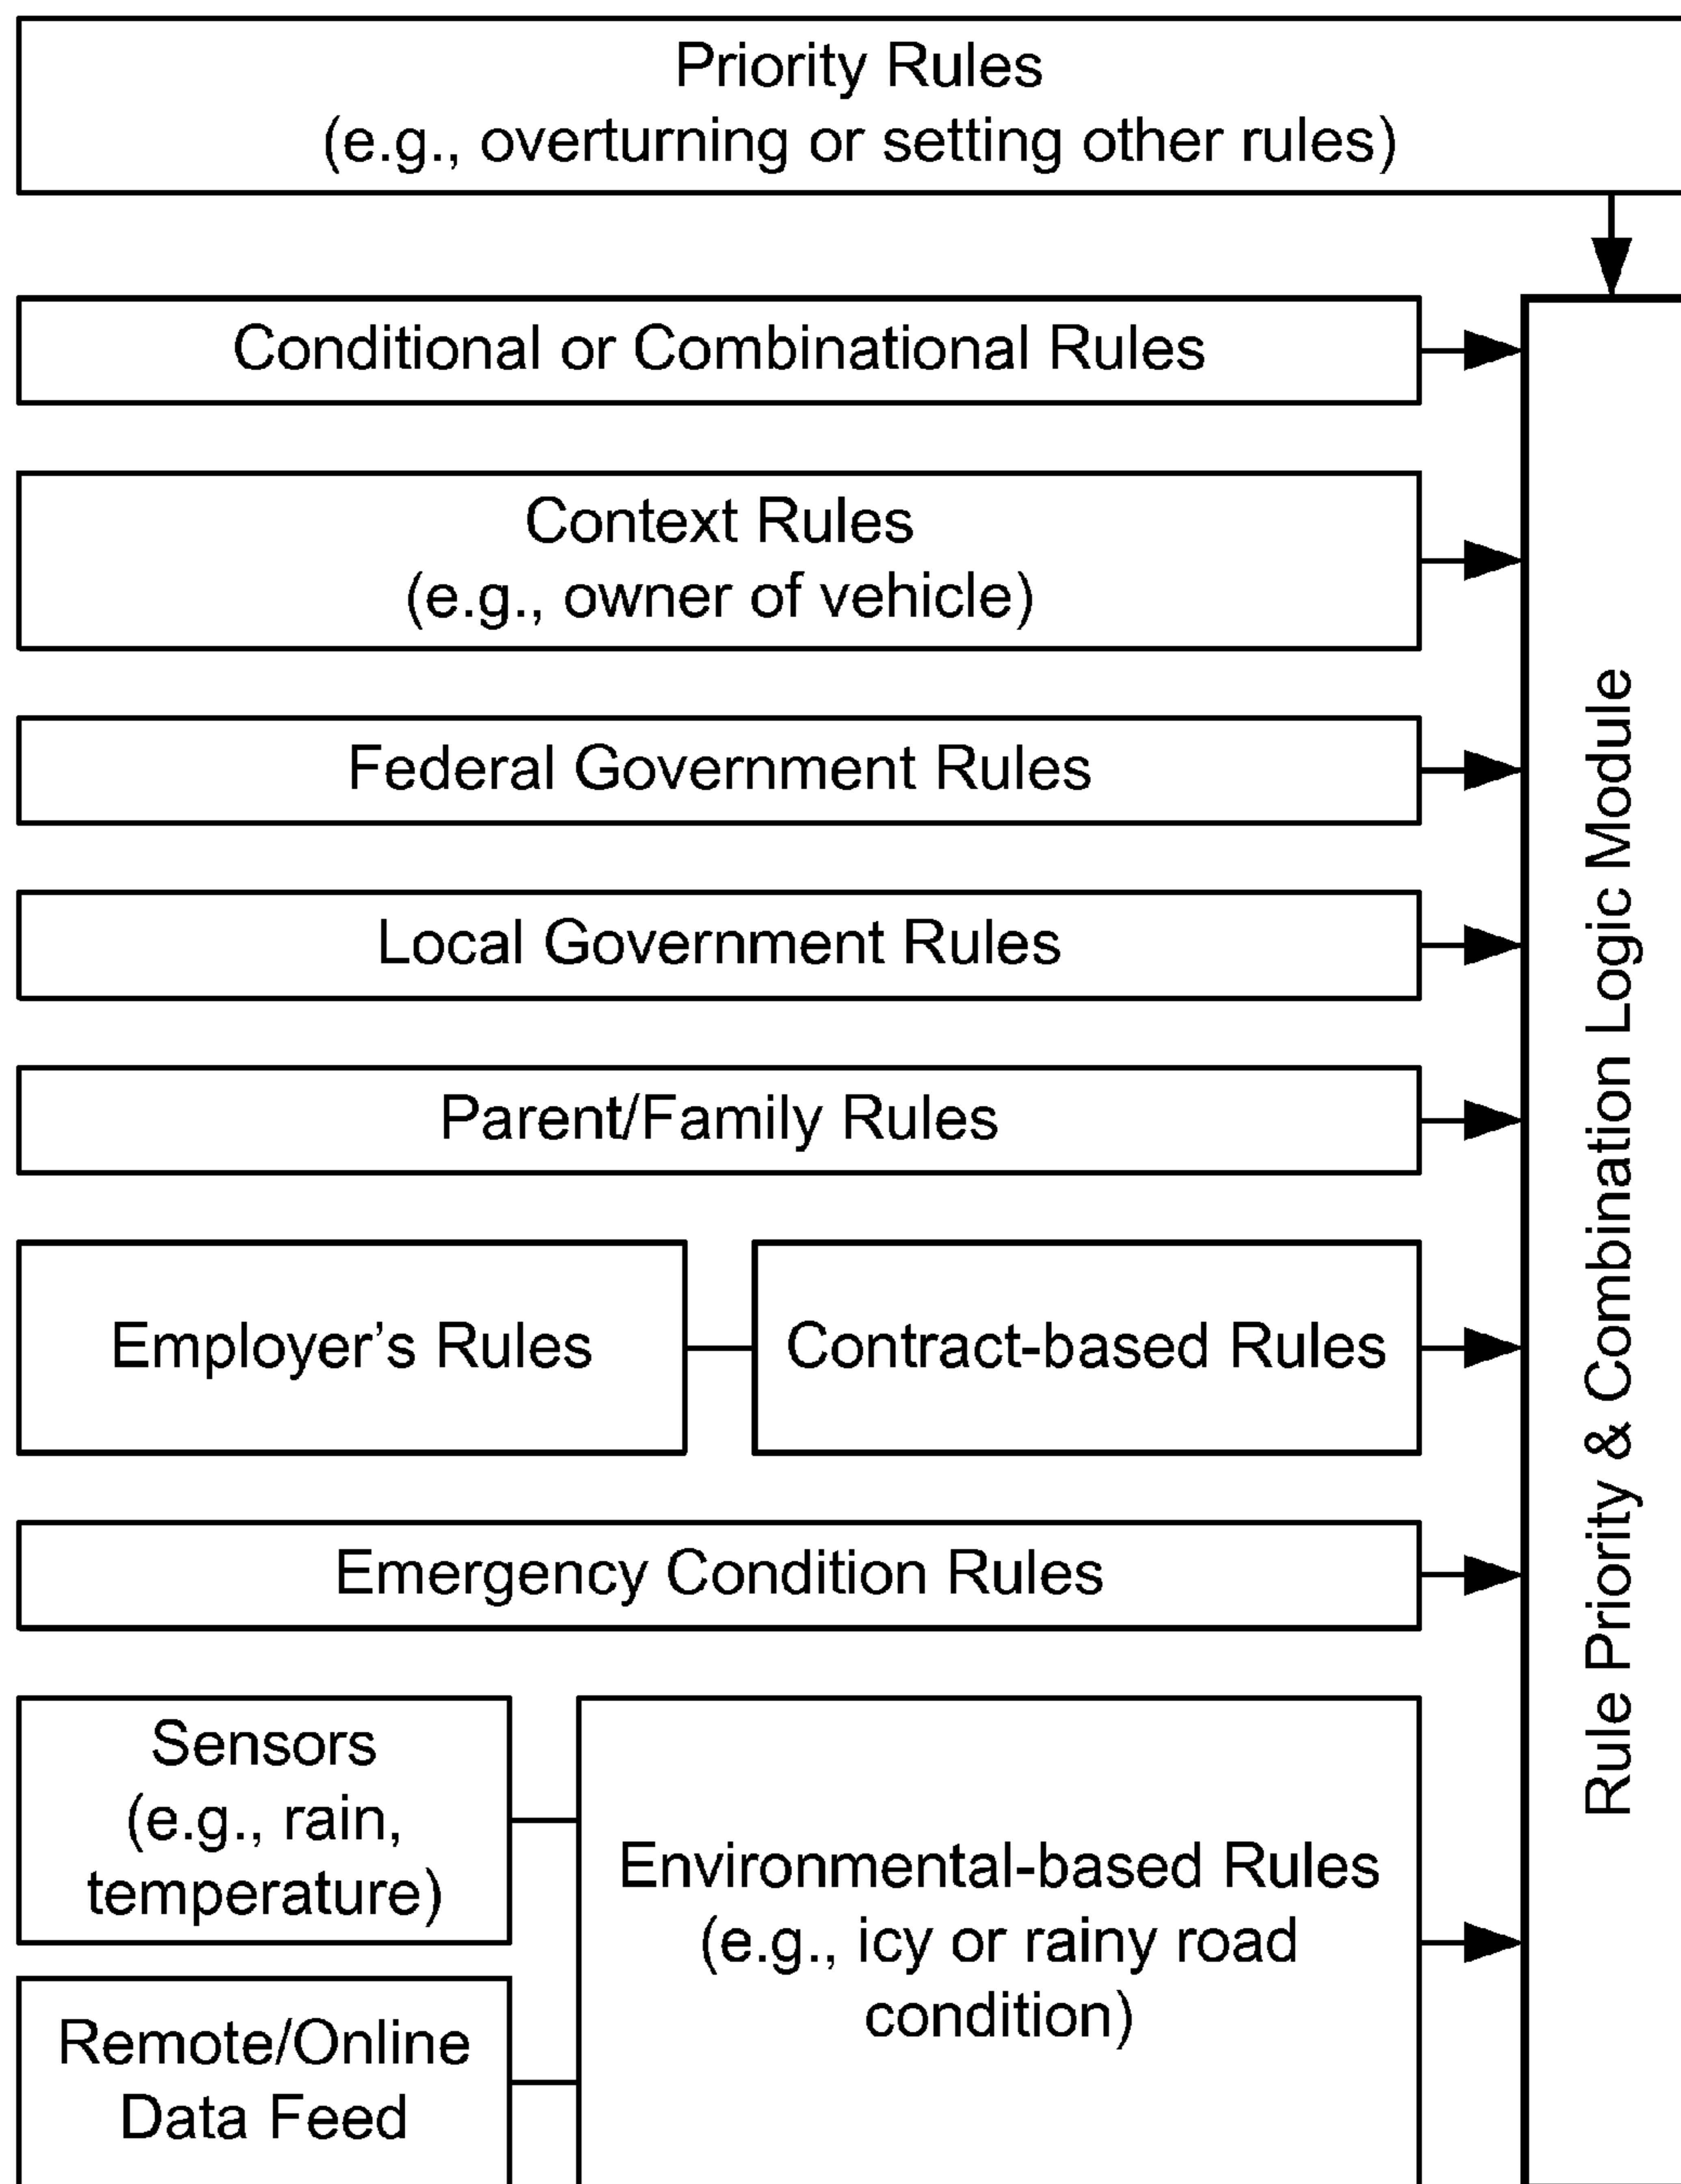 Priority Rules
(e.g., overturning or setting other rules)
Conditional or Combinational Rules
Context Rules
(e.g., owner of vehicle)
Federal Government Rules
Local Government Rules
Parent/Family Rules
Employer’s Rules
Contract-based Rules
Emergency Condition Rules
Sensors
(e.g., rain,
temperature)
Remote/Online
Data Feed
Environmental-based Rules
(e.g., icy or rainy road
condition)
Rule Priority & Combination Logic Module